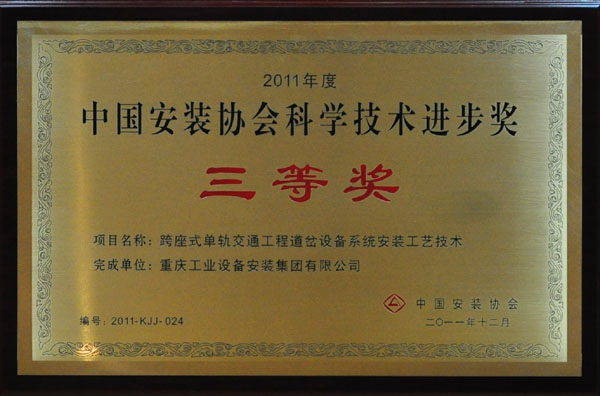 2011年度
中国安装协会科学技术进步奖
三等奖
项目名称：跨座式单轨交通工程道岔设备系统安装工艺技术
完成单位：重庆工业设备安装集团有限公司
中国安装协会
二〇一一年十二月
编号：2011-KJJ-024